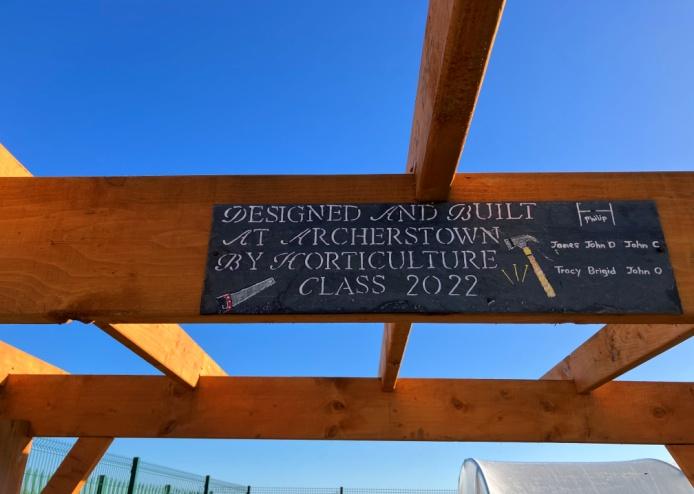 DESIGNED AND BUILT
AT ARCHERSTOWN
BY HORTICULTURE
CLASS 2022
Philip
James John D John C
Tracy Brigid John O